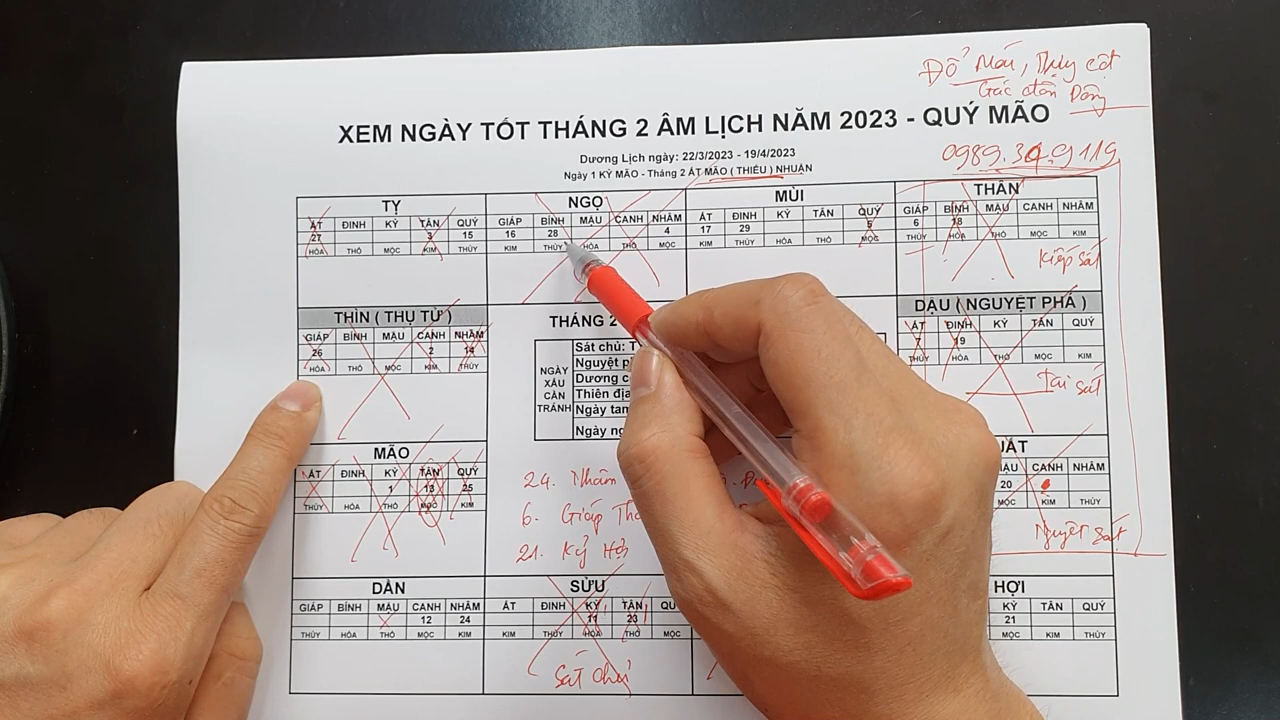 Đổ Mái, Thủy cột
Gác đòn Dông
XEM NGÀY TỐT THÁNG 2 ÂM LỊCH NĂM 2023 - QUÝ MÃO
Dương Lịch ngày: 22/3/2023 - 19/4/2023
0989.349119
Ngày 1 KỶ MÃO - Tháng 2 ẤT MÃO ( THIẾU ) NHUẬN
TỴ
ẤT ĐINH KỶ TÂN QUÝ
27 3 15
HỎA THỔ MỘC KIM THỦY
NGỌ
GIÁP BÍNH MẬU CANH NHÂM
16 28 4
KIM THỦY HỎA THỔ MỘC
MÙI
ẤT ĐINH KỶ TÂN QUÝ
17 29 5
KIM THỦY HỎA THỔ MỘC
THÂN
GIÁP BÍNH MẬU CANH NHÂM
6 18
THỦY HỎA THỔ MỘC KIM
Kiếp Sát
THÌN ( THỤ TỬ )
GIÁP BÍNH MẬU CANH NHÂM
26 2 14
HỎA THỔ MỘC KIM THỦY
THÁNG 2
NGÀY XẤU CẦN TRÁNH
Sát chủ:
Nguyệt
Dương
Thiên
Ngày
Ngày
DẬU ( NGUYỆT PHÁ )
ẤT ĐINH KỶ TÂN QUÝ
7 19
THỦY HỎA THỔ MỘC KIM
Tai sát
MÃO
ẤT ĐINH KỶ TÂN QUÝ
1 13 25
THỦY HỎA THỔ MỘC KIM
24. Nhâm
6. Giáp
21. Kỷ Hợi
CANH NHÂM
20
MỘC KIM THỦY
Nguyệt Sát
DẦN
GIÁP BÍNH MẬU CANH NHÂM
12 24
THỦY HỎA THỔ MỘC KIM
SỬU
ẤT ĐINH KỶ TÂN
11 23
KIM THỦY HỎA THỔ MỘC
Sát chủ
HỢI
KỶ TÂN QUÝ
21
MỘC KIM THỦY